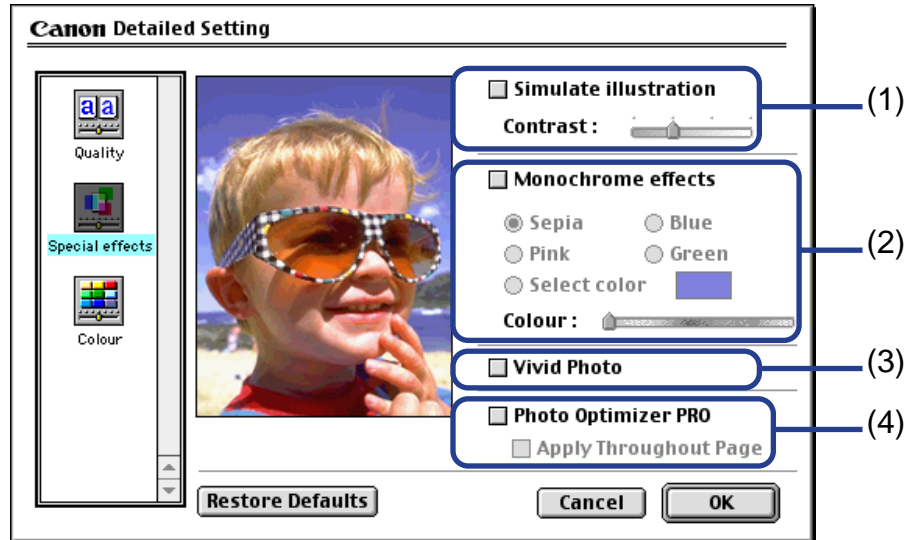 Canon Detailed Setting
aa
Quality
Special effects
Colour
Simulate illustration
Contrast :
(1)
Monochrome effects
Sepia
Blue
Pink
Green
Select color
Colour :
(2)
Vivid Photo
(3)
Photo Optimizer PRO
Apply Throughout Page
(4)
Restore Defaults
Cancel
OK